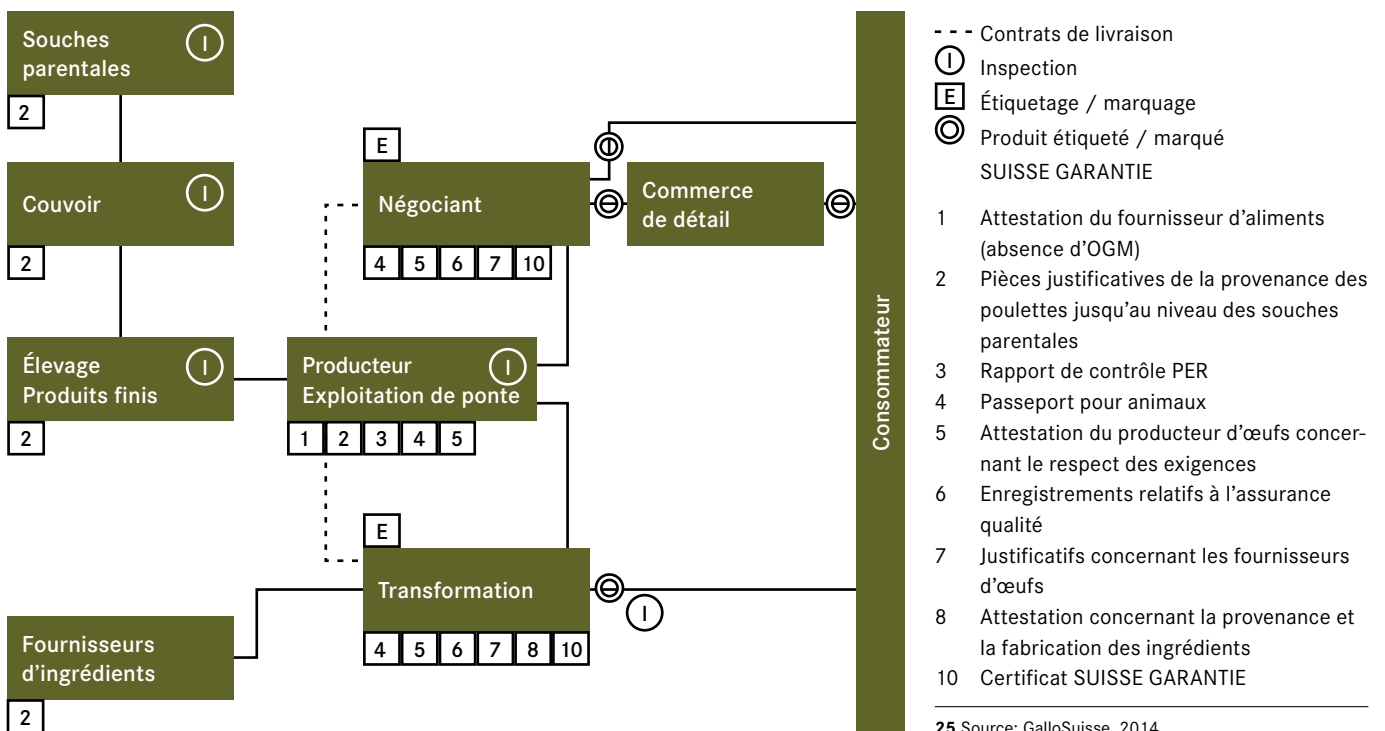 Souches
parentales
I
2
Couvoir
I
2
Élevage
Produits finis
I
2
Fournisseurs
d'ingrédients
2
E
Négociant
4 5 6 7 10
Commerce
de détail
Producteur
Exploitation de ponte
I
1 2 3 4 5
E
Transformation
4 5 6 7 8 10
I
Consommateur
Contrats de livraison
I Inspection
E Étiquetage / marquage
Produit étiqueté / marqué
SUISSE GARANTIE
1 Attestation du fournisseur d'aliments
(absence d'OGM)
2 Pièces justificatives de la provenance des
poulettes jusqu'au niveau des souches
parentales
3 Rapport de contrôle PER
4 Passeport pour animaux
5 Attestation du producteur d'œufs concer-
nant le respect des exigences
6 Enregistrements relatifs à l'assurance
qualité
7 Justificatifs concernant les fournisseurs
d'œufs
8 Attestation concernant la provenance et
la fabrication des ingrédients
10 Certificat SUISSE GARANTIE
25 Source: GalloSuisse, 2014